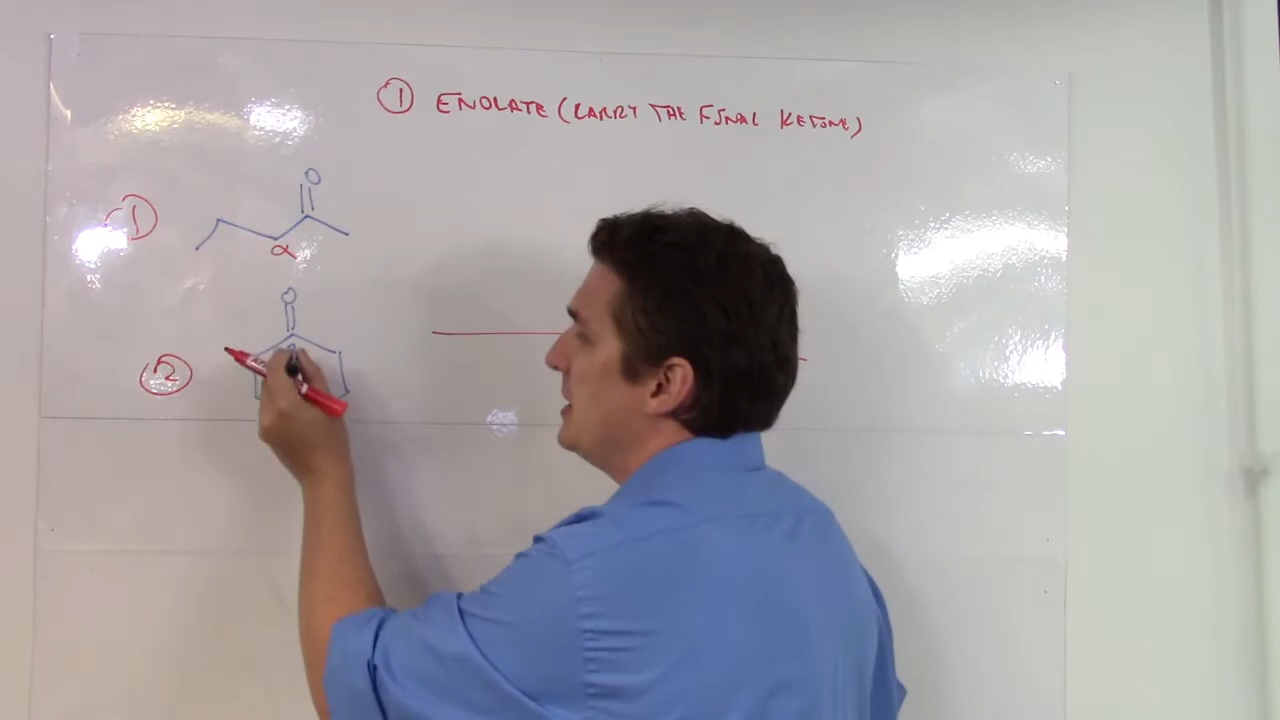 ① ENOLATE (CARRY THE FINAL KETONE)
O
①
α
O
②